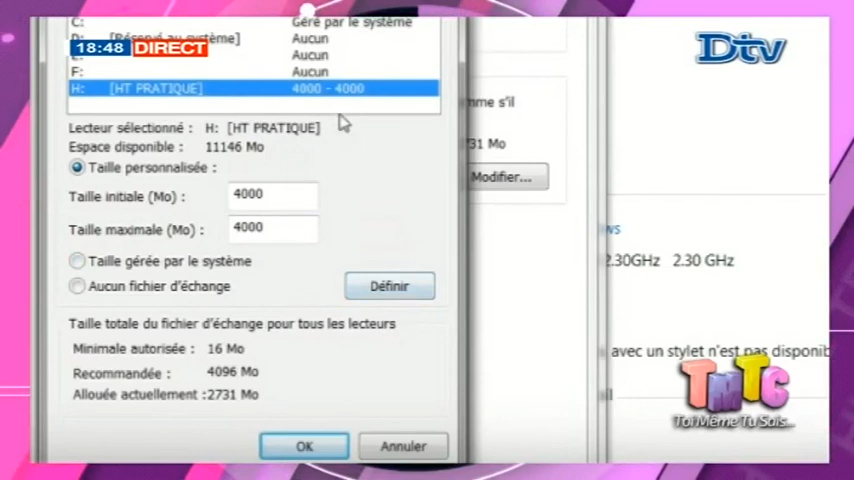 C: Géré par le système
D: [Réservé au système] Aucun
E: Aucun
F: Aucun
H: [HT PRATIQUE] 4000 - 4000
18:48 DIRECT
Dtv
Lecteur sélectionné : H: [HT PRATIQUE]
Espace disponible : 11146 Mo
Taille personnalisée :
Taille initiale (Mo) : 4000
Taille maximale (Mo) : 4000
Taille gérée par le système
Aucun fichier d'échange
Définir
Taille totale du fichier d'échange pour tous les lecteurs
Minimale autorisée : 16 Mo
Recommandée : 4096 Mo
Allouée actuellement : 2731 Mo
OK Annuler
mme s'il
731 Mo
Modifier...
ws
2.30GHz 2.30 GHz
avec un stylet n'est pas disponib
TMTC
Toi Même Tu Sais...